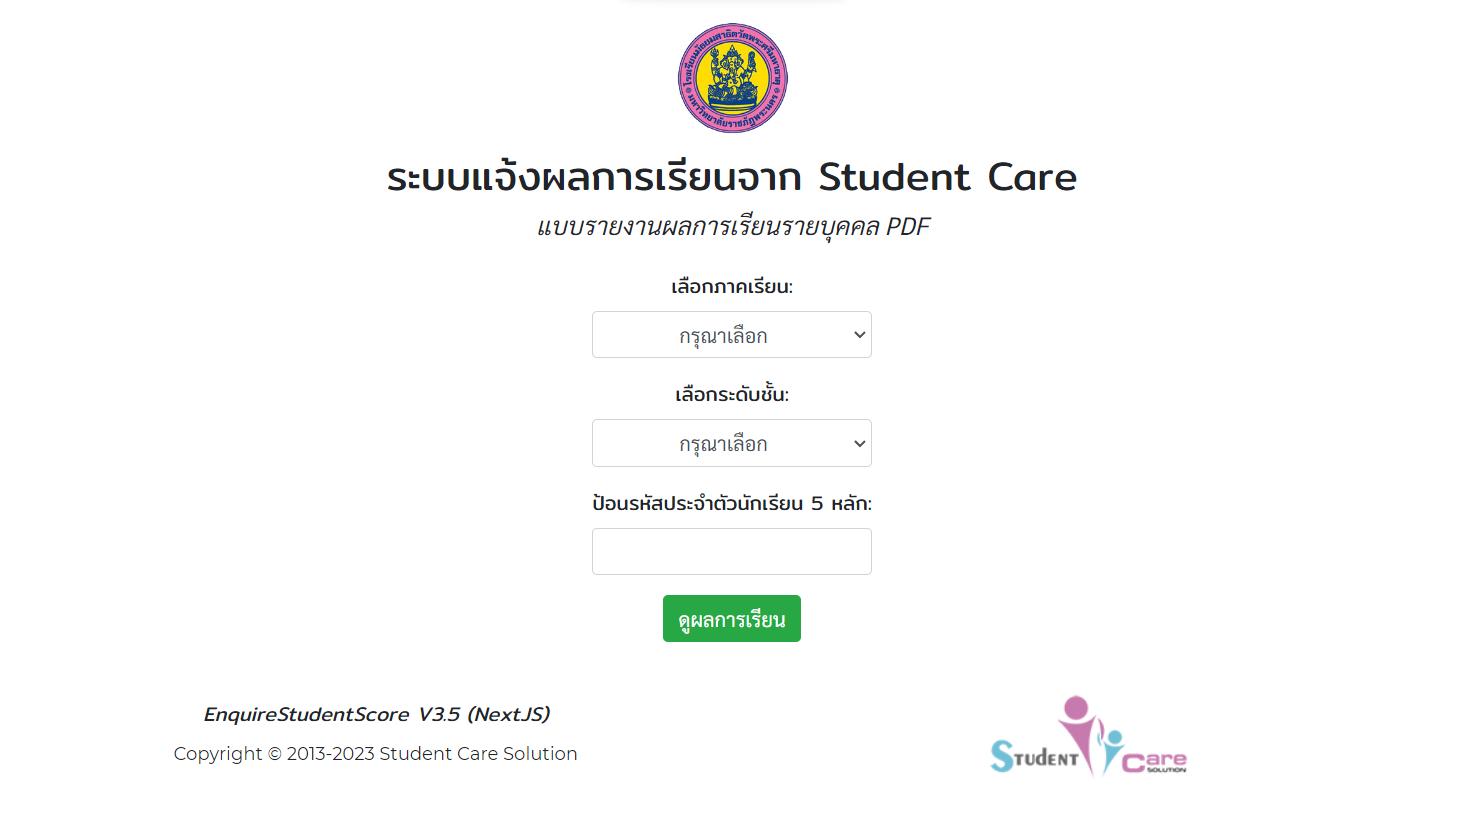 โรงเรียนมัธยมสาธิตวัดพระศรีมหาธาตุ
มหาวิทยาลัยราชภัฏพระนคร
ระบบแจ้งผลการเรียนจาก Student Care
แบบรายงานผลการเรียนรายบุคคล PDF
เลือกภาคเรียน:
กรุณาเลือก
เลือกระดับชั้น:
กรุณาเลือก
ป้อนรหัสประจำตัวนักเรียน 5 หลัก:
ดูผลการเรียน
EnquireStudentScore V3.5 (NextJS)
Copyright © 2013-2023 Student Care Solution
STUDENT Care
SOLUTION